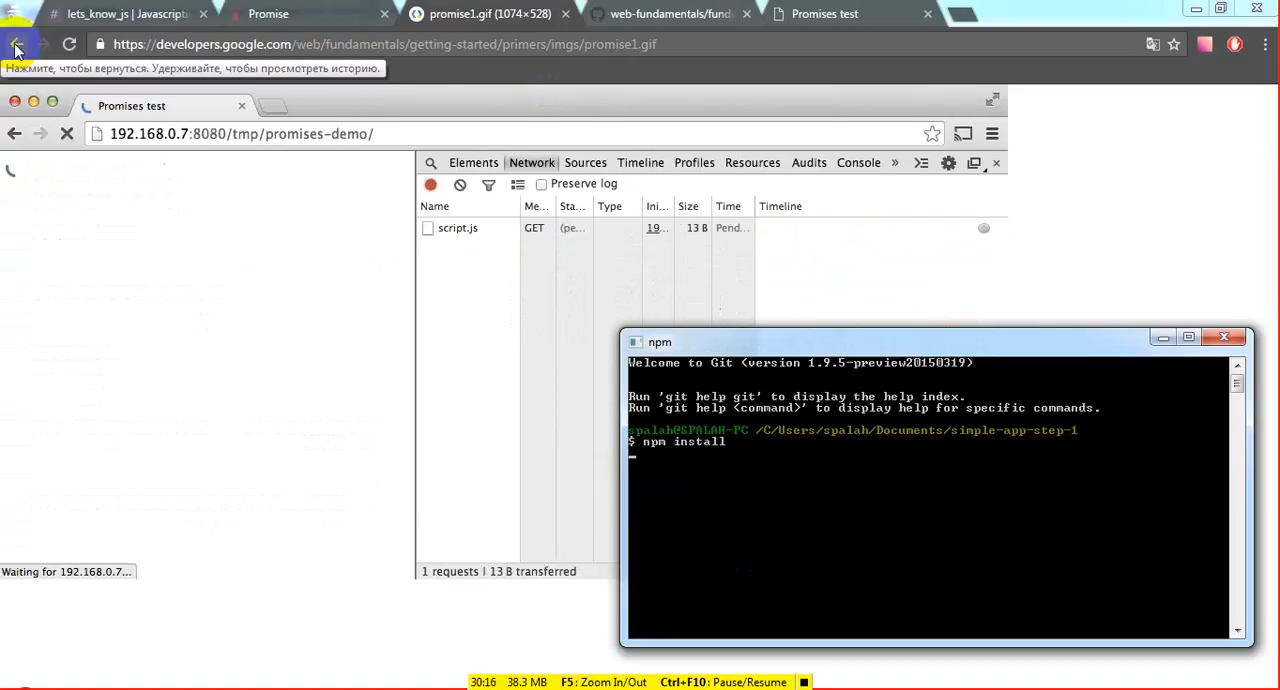 lets_know_js | Javascript
Promise
promise1.gif (1074×528)
web-fundamentals/fund
Promises test
https://developers.google.com/web/fundamentals/getting-started/primers/imgs/promise1.gif
Нажмите, чтобы вернуться. Удерживайте, чтобы просмотреть историю.
Promises test
192.168.0.7:8080/tmp/promises-demo/
Elements Network Sources Timeline Profiles Resources Audits Console »
Preserve log
Name Me... Sta... Type Ini... Size Time Timeline
script.js GET (pe... 19... 13 B Pend...
npm
Welcome to Git (version 1.9.5-preview20150319)
Run 'git help git' to display the help index.
Run 'git help <command>' to display help for specific commands.
spalah@SPALAH-PC /C/Users/spalah/Documents/simple-app-step-1
$ npm install
Waiting for 192.168.0.7...
1 requests | 13 B transferred
30:16 38.3 MB F5: Zoom In/Out Ctrl+F10: Pause/Resume